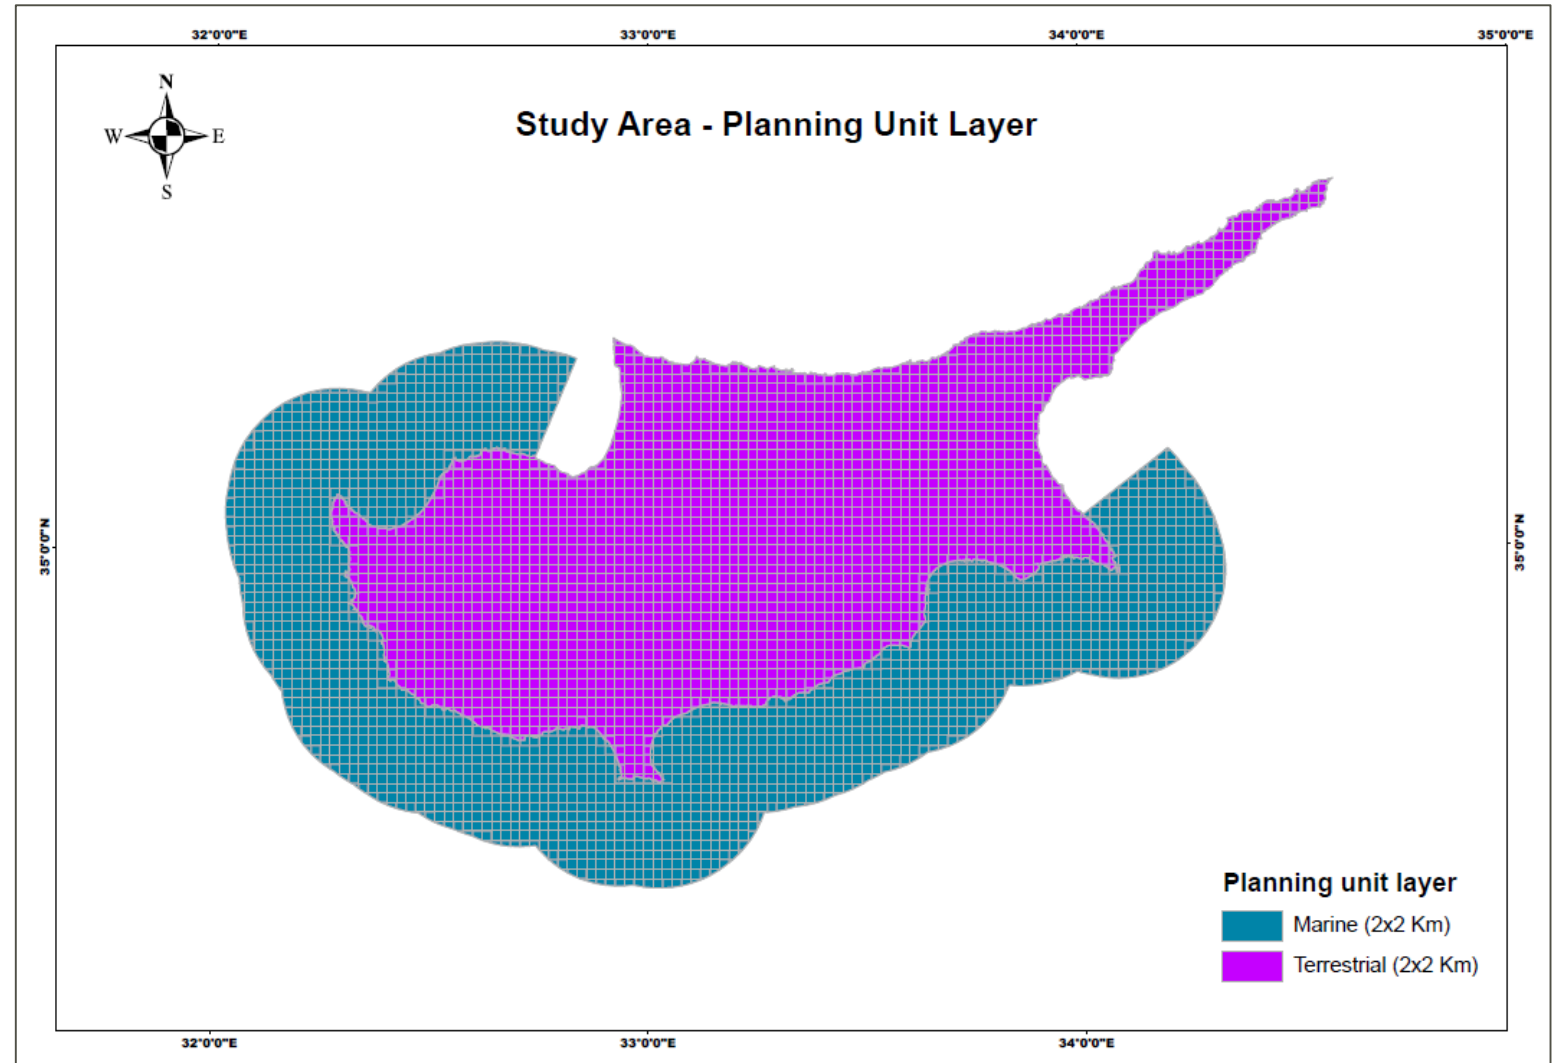 32°0'0"E 33°0'0"E 34°0'0"E 35°0'0"E
N
W E
S
Study Area - Planning Unit Layer
35°0'0"N 35°0'0"N
Planning unit layer
Marine (2x2 Km)
Terrestrial (2x2 Km)
32°0'0"E 33°0'0"E 34°0'0"E